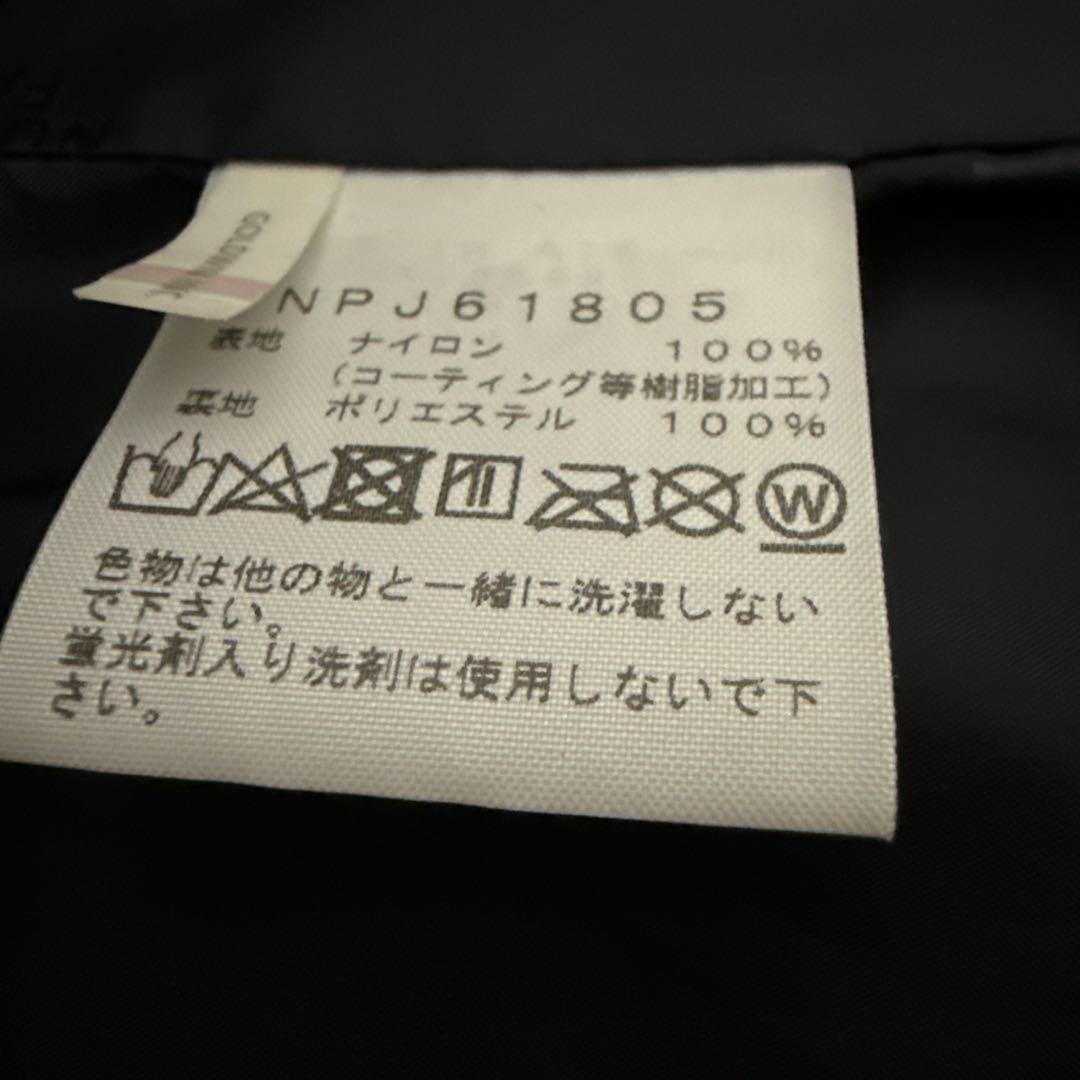 GOLDWIN INC
NPJ61805
表地 ナイロン 100%
(コーティング等樹脂加工)
裏地 ポリエステル 100%
W
色物は他の物と一緒に洗濯しない
で下さい。
蛍光剤入り洗剤は使用しないで下
さい。